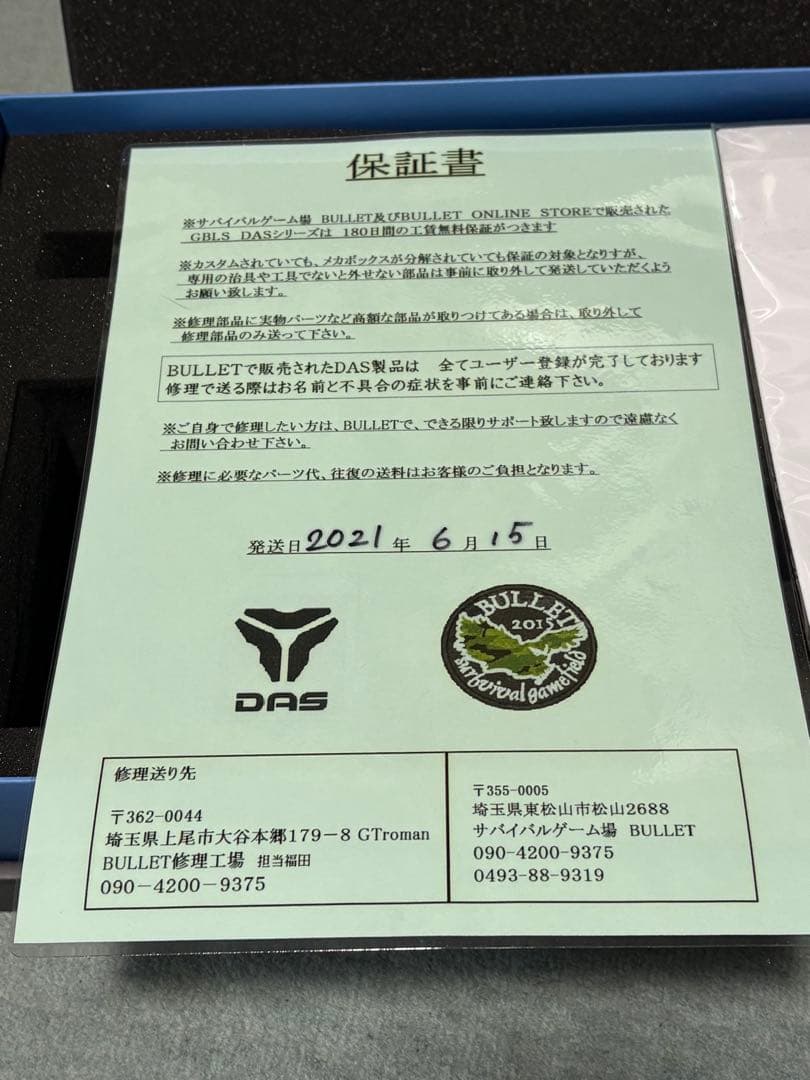 保証書
※サバイバルゲーム場 BULLET及びBULLET ONLINE STOREで販売された
GBLS DASシリーズは 180日間の工賃無料保証がつきます
※カスタムされていても、メカボックスが分解されていても保証の対象となりすが、
専用の治具や工具でないと外せない部品は事前に取り外して発送していただくよう
お願い致します。
※修理部品に実物パーツなど高額な部品が取りつけてある場合は、取り外して
修理部品のみ送って下さい。
BULLETで販売されたDAS製品は 全てユーザー登録が完了しております
修理で送る際はお名前と不具合の症状を事前にご連絡下さい。
※ご自身で修理したい方は、BULLETで、できる限りサポート致しますので遠慮なく
お問い合わせ下さい。
※修理に必要なパーツ代、往復の送料はお客様のご負担となります。
発送日2021年 6月15日
DAS
BULLET
2015
survival game field
修理送り先
〒362-0044
埼玉県上尾市大谷本郷179-8 GTroman
BULLET修理工場 担当福田
090-4200-9375
〒355-0005
埼玉県東松山市松山2688
サバイバルゲーム場 BULLET
090-4200-9375
0493-88-9319